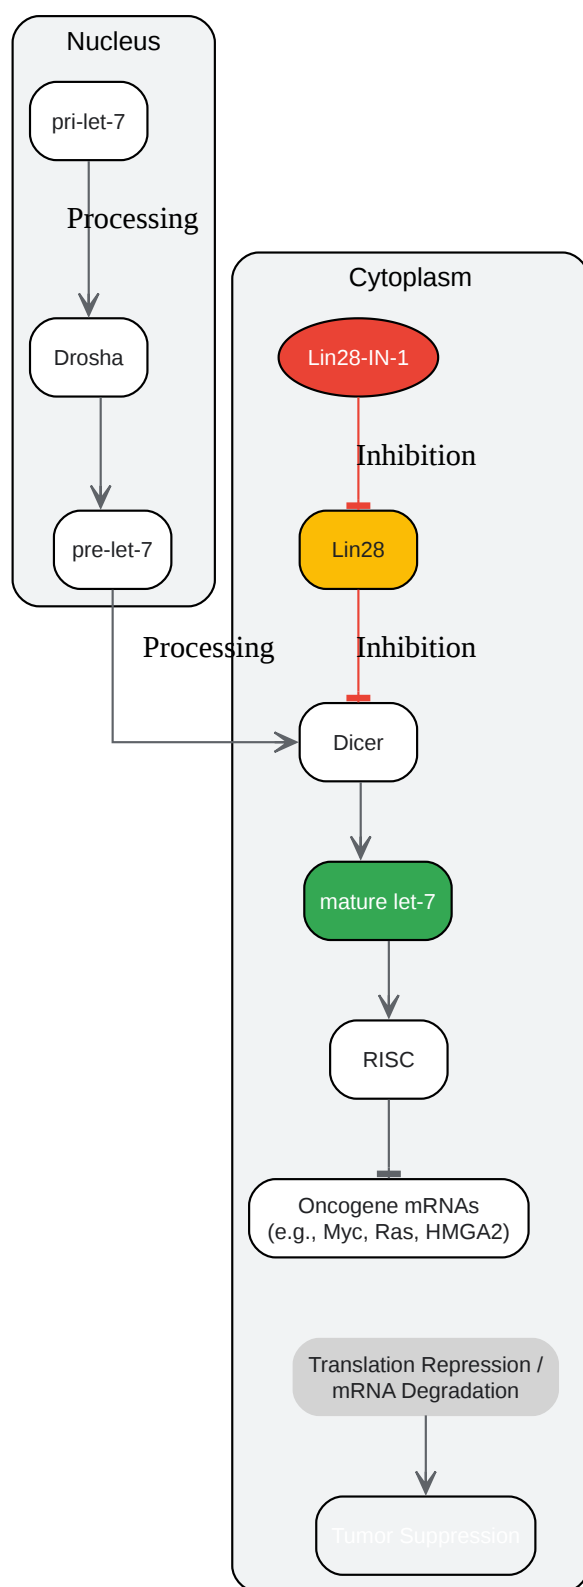 Nucleus
pri-let-7
Processing
Drosha
pre-let-7
Cytoplasm
Lin28-IN-1
Inhibition
Lin28
Processing
Inhibition
Dicer
mature let-7
RISC
Oncogene mRNAs
(e.g., Myc, Ras, HMGA2)
Translation Repression /
mRNA Degradation
Tumor Suppression